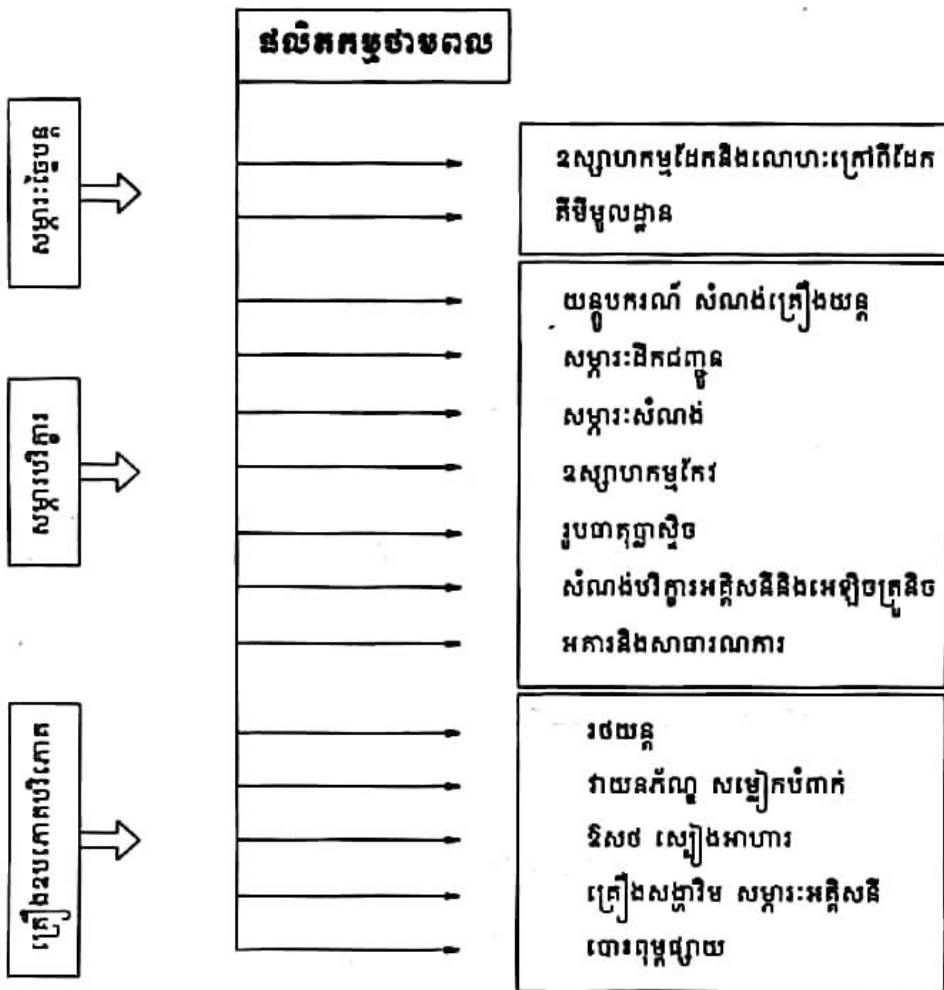 ផលិតកម្មថាមពល
សម្ភារៈច្នៃបន្ត
ឧស្សាហកម្មដែកនិងលោហៈក្រៅពីដែក
គីមីមូលដ្ឋាន
សម្ភារបរិក្ខារ
យន្តូបករណ៍ សំណង់គ្រឿងយន្ត
សម្ភារៈដឹកជញ្ជូន
សម្ភារៈសំណង់
ឧស្សាហកម្មកែវ
រូបធាតុប្លាស្ទិច
សំណង់បរិក្ខារអគ្គិសនីនិងអេឡិចត្រូនិច
អគារនិងសាធារណការ
គ្រឿងឧបភោគបរិភោគ
រថយន្ត
វាយនភ័ណ្ឌ សម្លៀកបំពាក់
ឱសថ ស្បៀងអាហារ
គ្រឿងសង្ហារិម សម្ភារៈអគ្គិសនី
បោះពុម្ពផ្សាយ